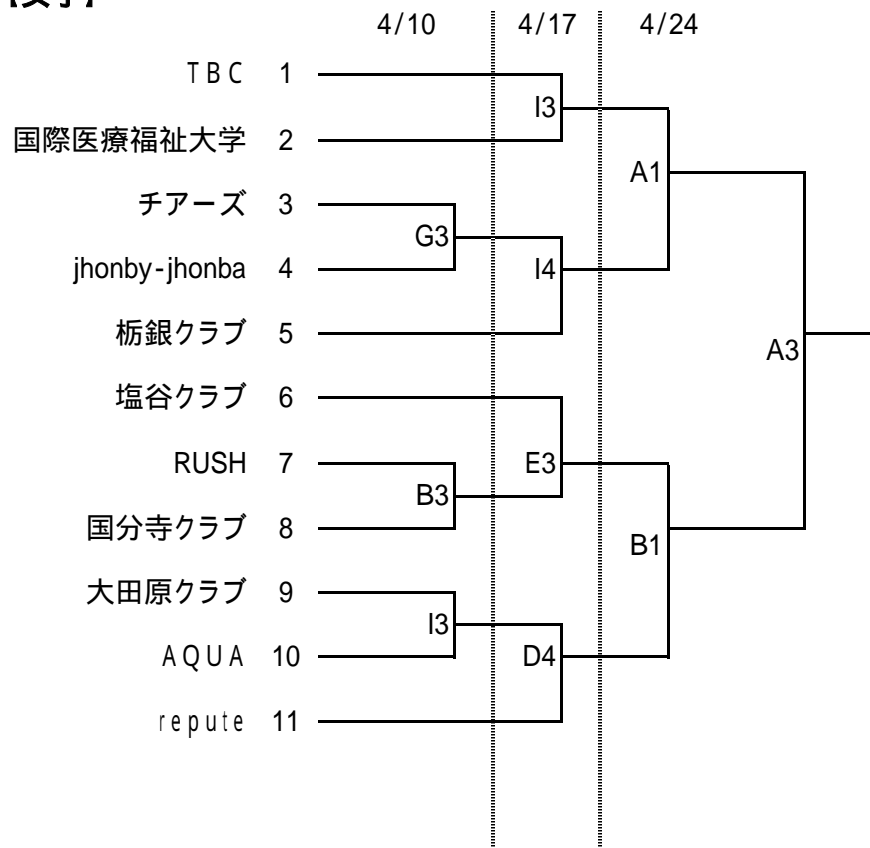 4/10 4/17 4/24
TBC 1
I3
国際医療福祉大学 2
A1
チアーズ 3
G3
jhonby-jhonba 4
I4
栃銀クラブ 5
A3
塩谷クラブ 6
RUSH 7
E3
B3
国分寺クラブ 8
B1
大田原クラブ 9
I3
AQUA 10
D4
repute 11